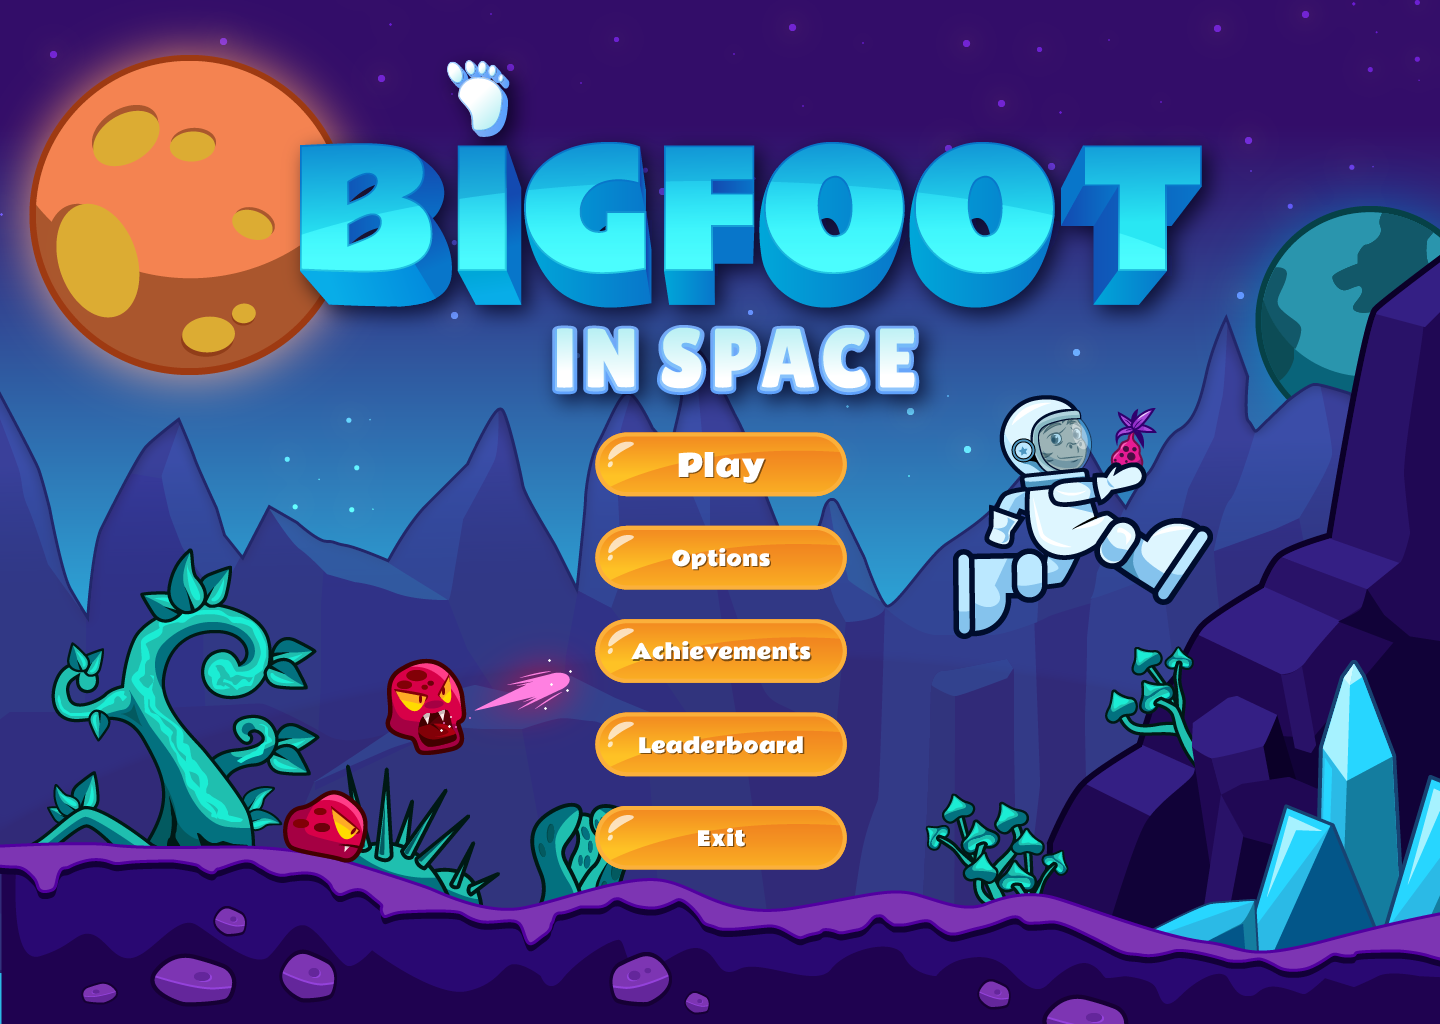 BiGFOOT
IN SPACE
Play
Options
Achievements
Leaderboard
Exit